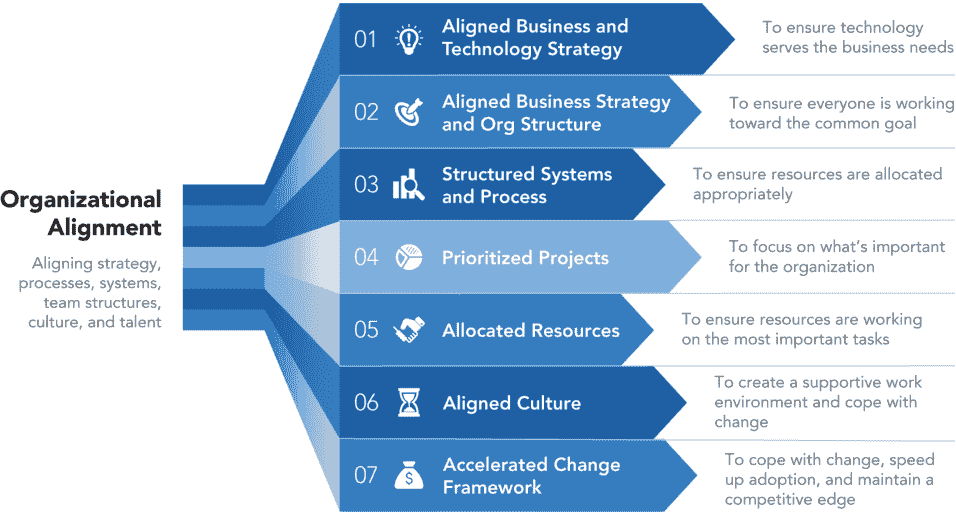 Organizational
Alignment
Aligning strategy,
processes, systems,
team structures,
culture, and talent
01
Aligned Business and
Technology Strategy
To ensure technology
serves the business needs
02
Aligned Business Strategy
and Org Structure
To ensure everyone is working
toward the common goal
03
Structured Systems
and Process
To ensure resources are allocated
appropriately
04
Prioritized Projects
To focus on what's important
for the organization
05
Allocated Resources
To ensure resources are working
on the most important tasks
06
Aligned Culture
To create a supportive work
environment and cope with
change
07
$
Accelerated Change
Framework
To cope with change, speed
up adoption, and maintain a
competitive edge